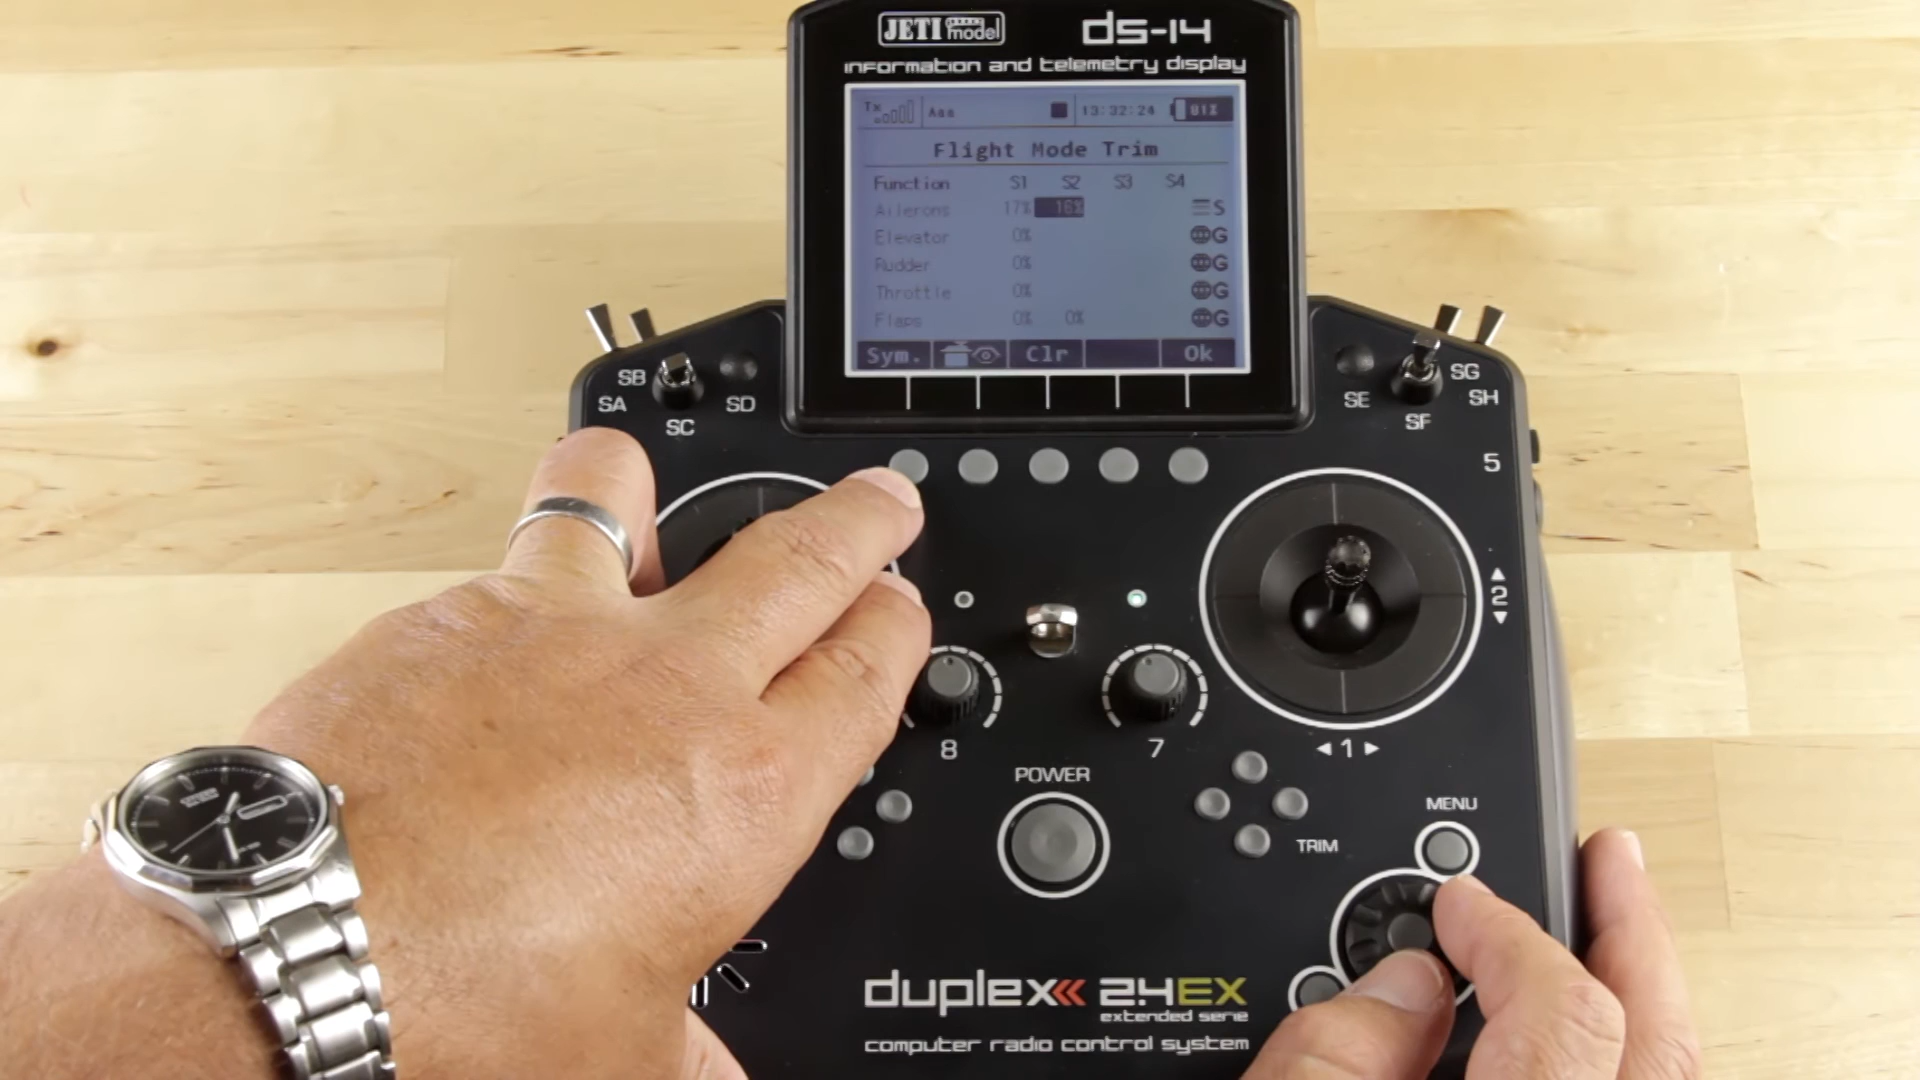 JETI model
ds-14
information and telemetry display
Tx Aaa 13:32:24 81%
Flight Mode Trim
Function S1 S2 S3 S4
Ailerons 17% 16% S
Elevator 0% G
Rudder 0% G
Throttle 0% G
Flaps 0% 0% G
Sym. Clr Ok
SB
SA
SC
SD
SE
SF
SG
SH
5
2
8
7
1
POWER
MENU
TRIM
duplex 2.4EX
extended serie
computer radio control system